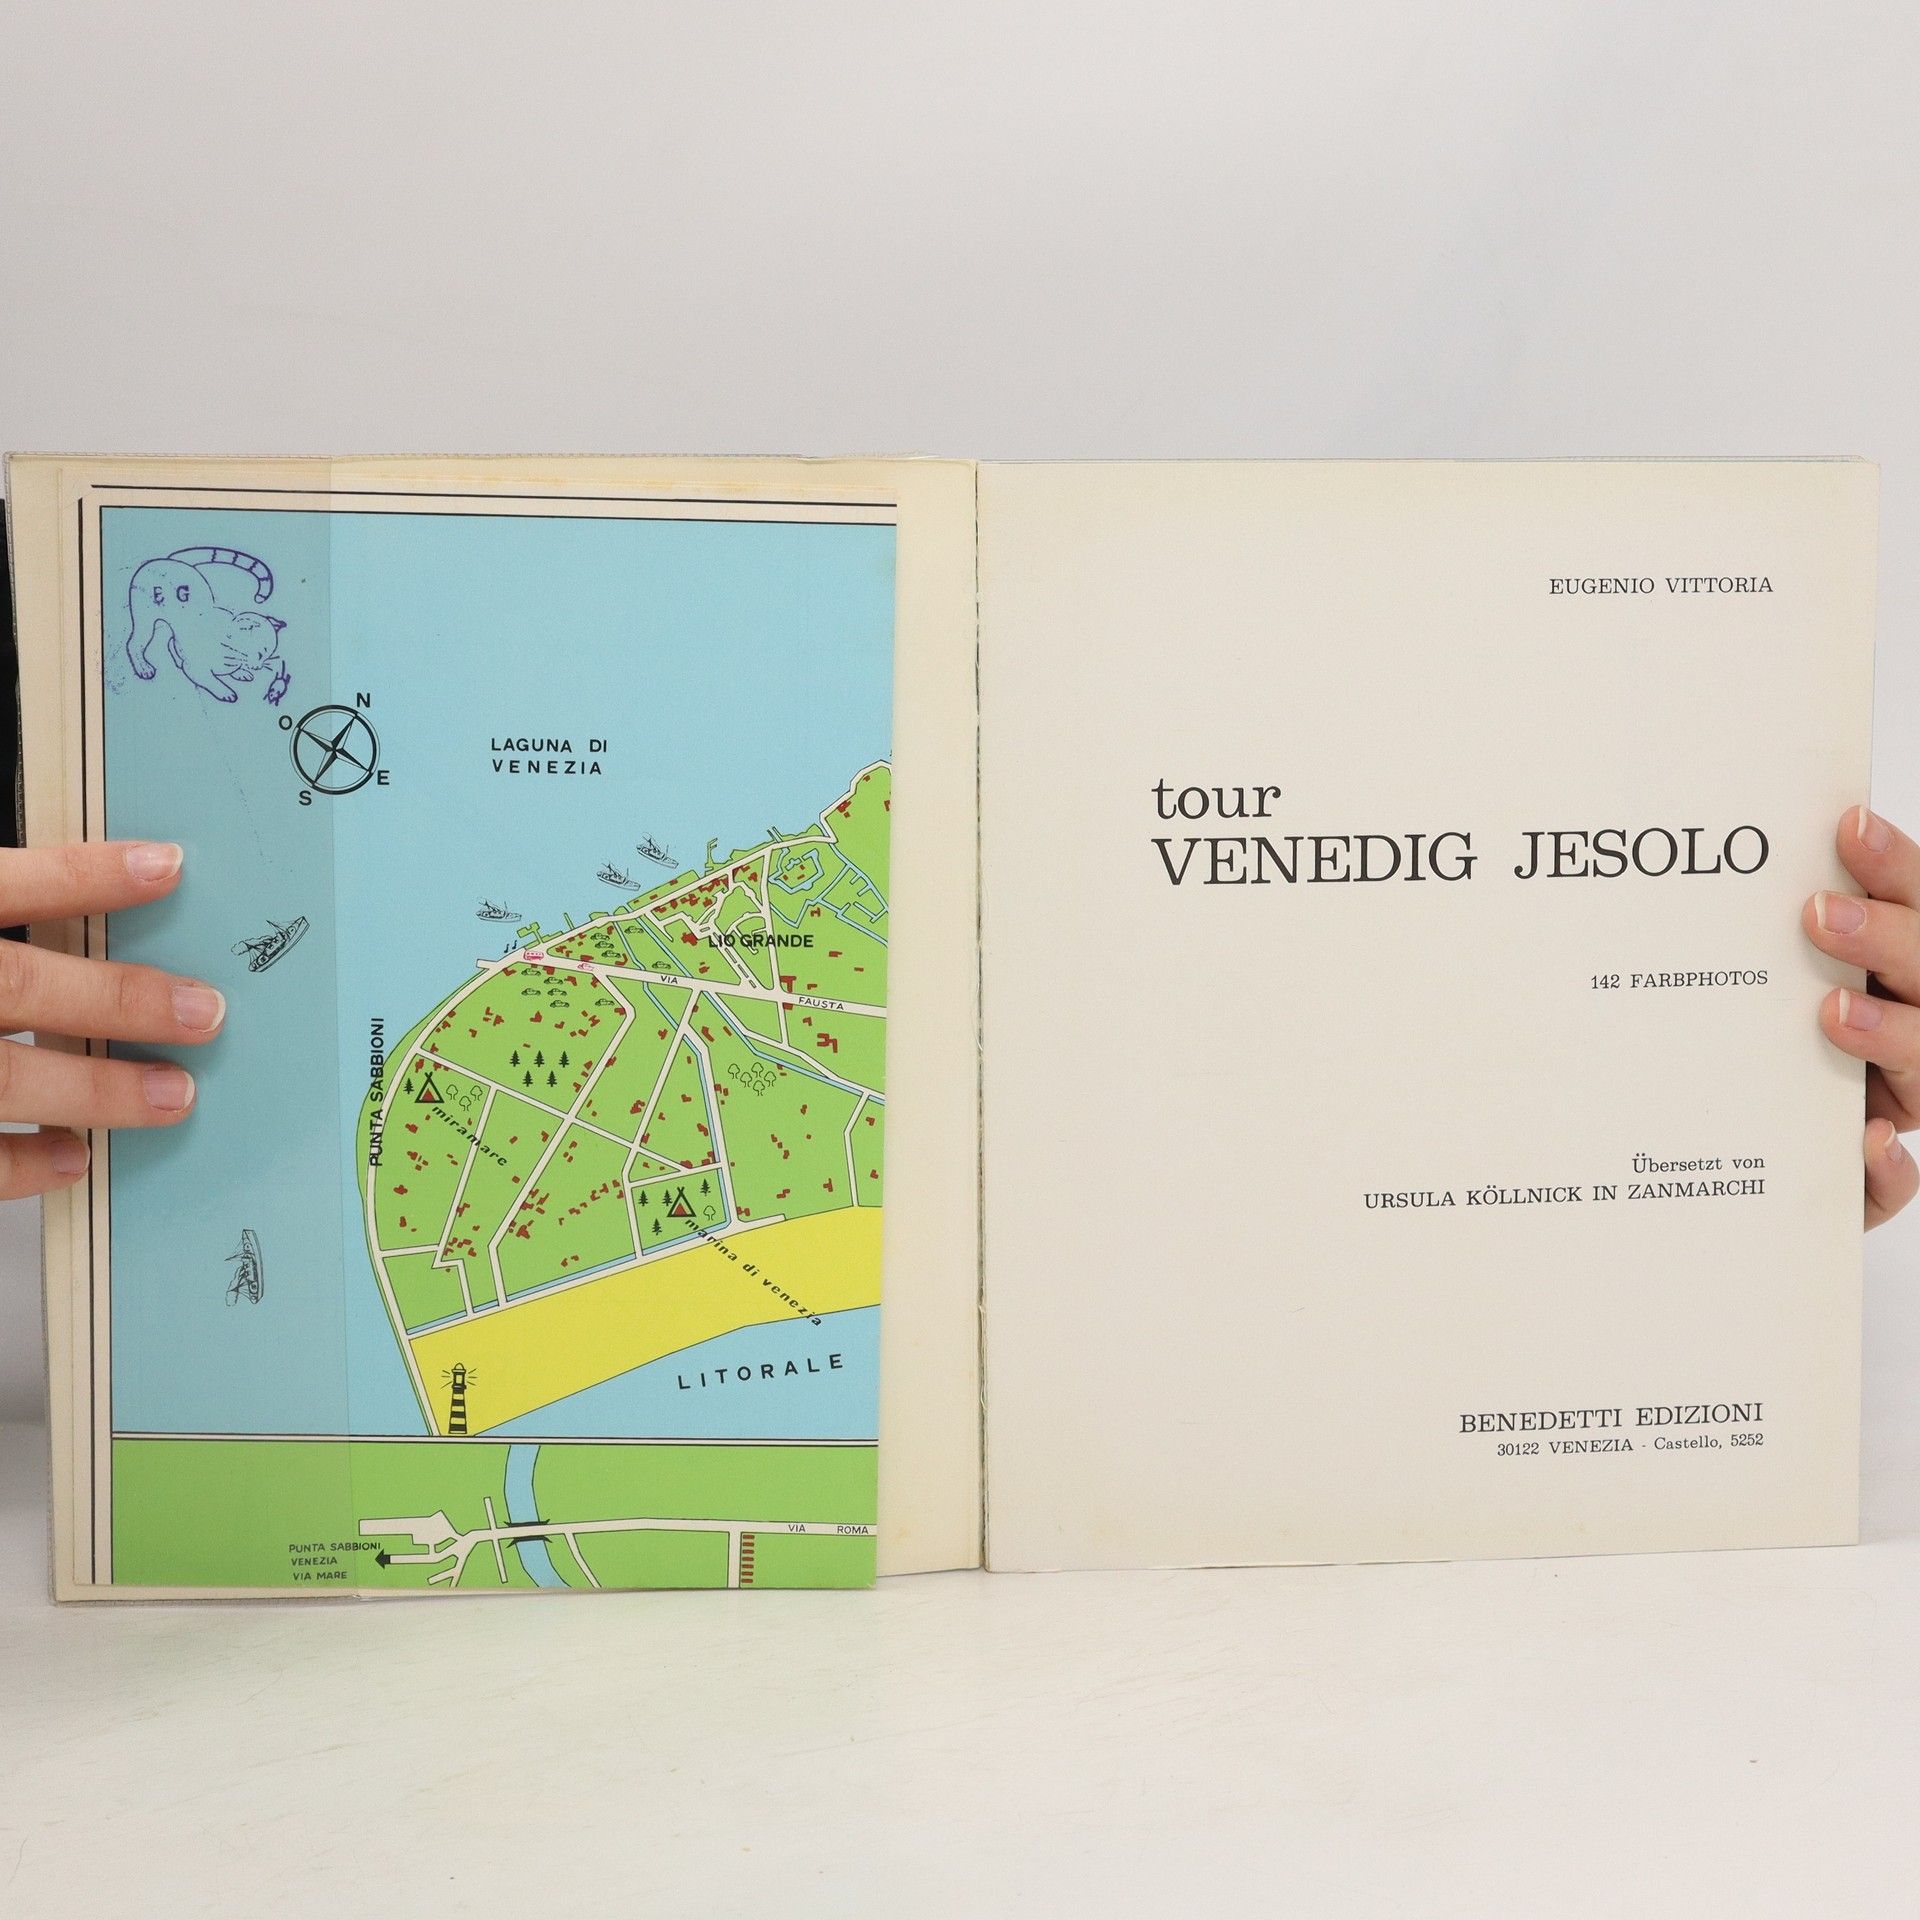 E G
N
O
E
S
LAGUNA DI
VENEZIA
LIO GRANDE
VIA
FAUSTA
PUNTA SABBIONI
miramare
marina di venezia
LITORALE
VIA ROMA
PUNTA SABBIONI
VENEZIA
VIA MARE
EUGENIO VITTORIA
tour
VENEDIG JESOLO
142 FARBPHOTOS
Übersetzt von
URSULA KÖLLNICK IN ZANMARCHI
BENEDETTI EDIZIONI
30122 VENEZIA - Castello, 5252